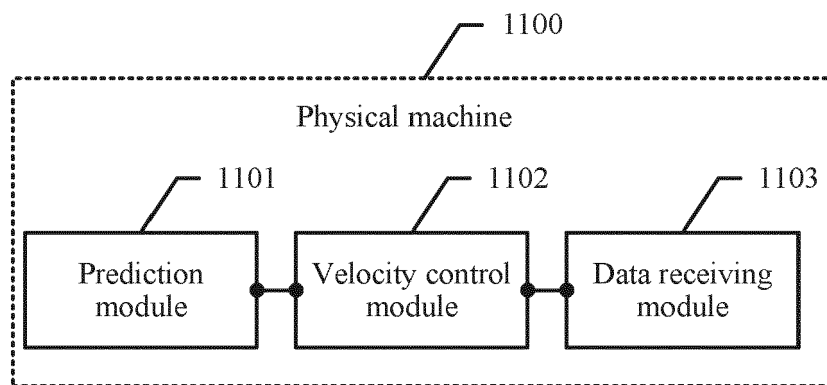 1100
Physical machine
1101
1102
1103
Prediction
module
Velocity control
module
Data receiving
module